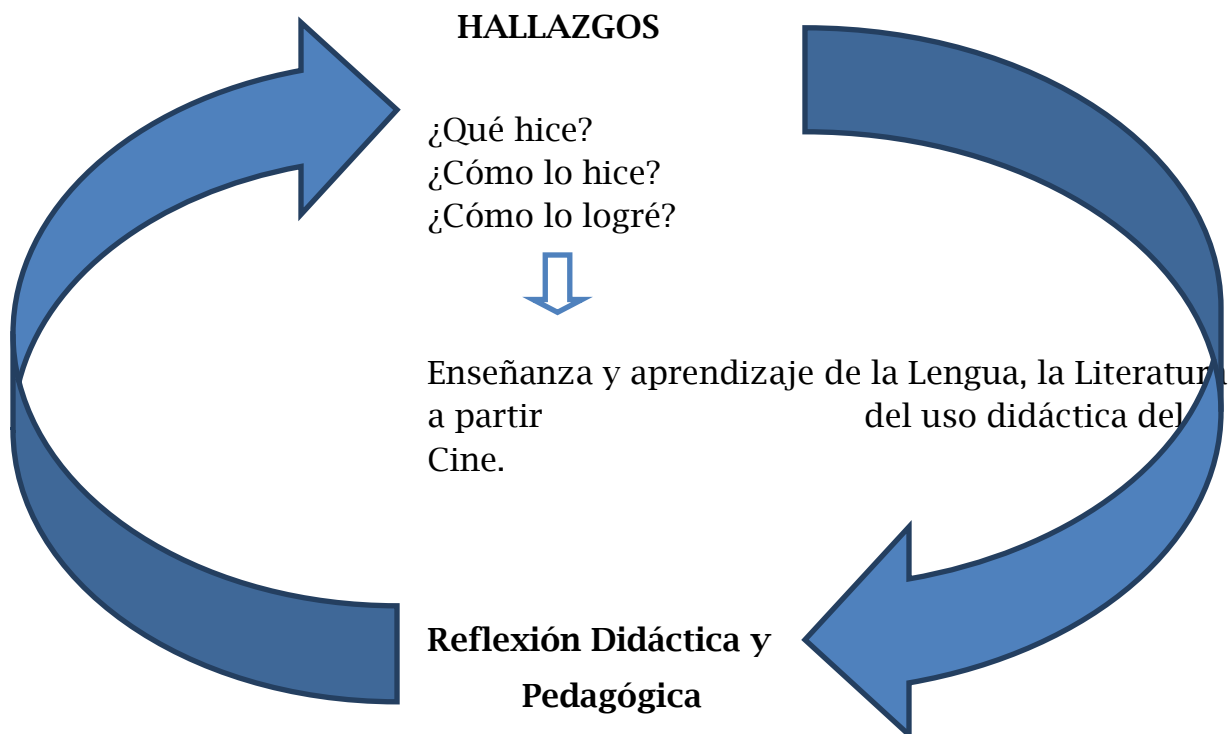 HALLAZGOS
¿Qué hice?
¿Cómo lo hice?
¿Cómo lo logré?
Enseñanza y aprendizaje de la Lengua, la Literatura
a partir del uso didáctica del
Cine.
Reflexión Didáctica y
Pedagógica